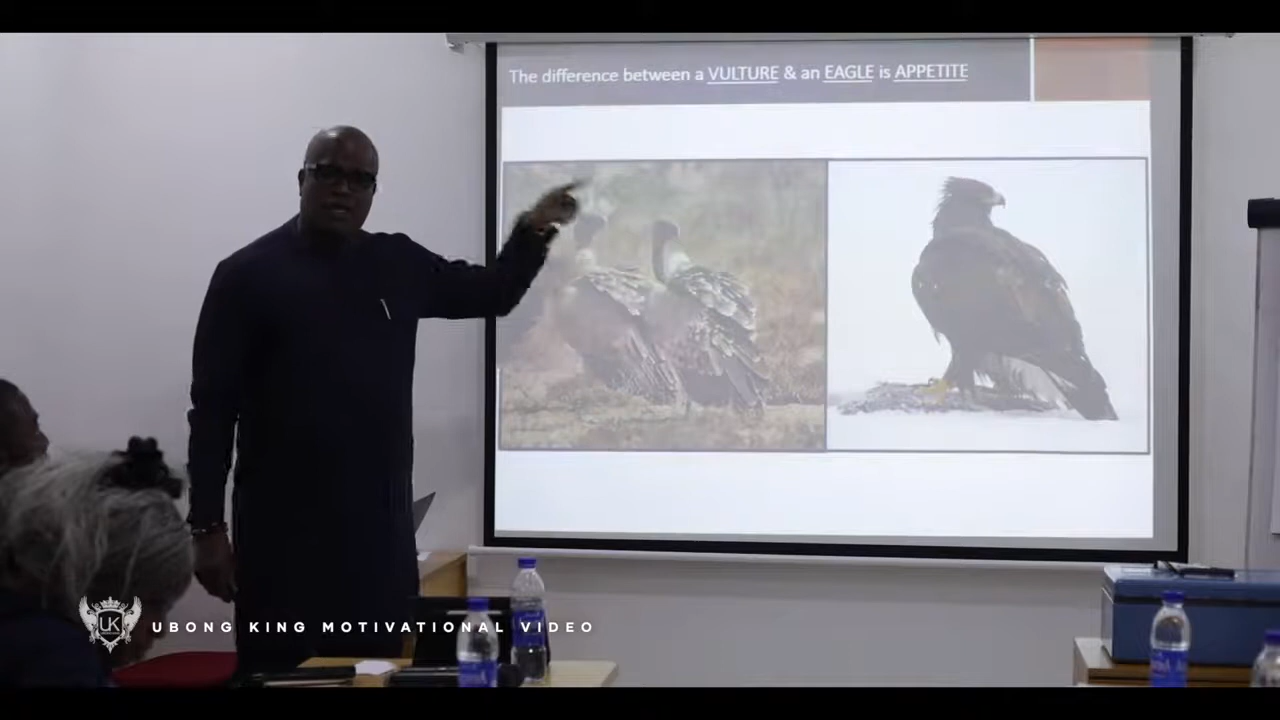 The difference between a VULTURE & an EAGLE is APPETITE
UK
UBONG KING MOTIVATIONAL VIDEO